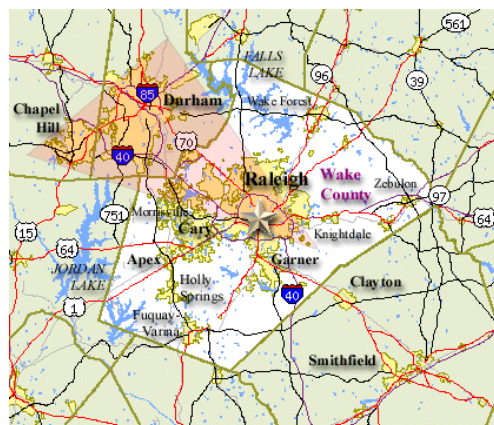 561
FALLS
LAKE
96
39
85
Durham
Wake Forest
Chapel
Hill
70
40
Raleigh
Wake
County
Zebulon
97
64
751
Morrisville
15
Cary
Knightdale
64
Apex
Garner
JORDAN
LAKE
Holly
Springs
40
Clayton
1
Fuquay-
Varina
Smithfield